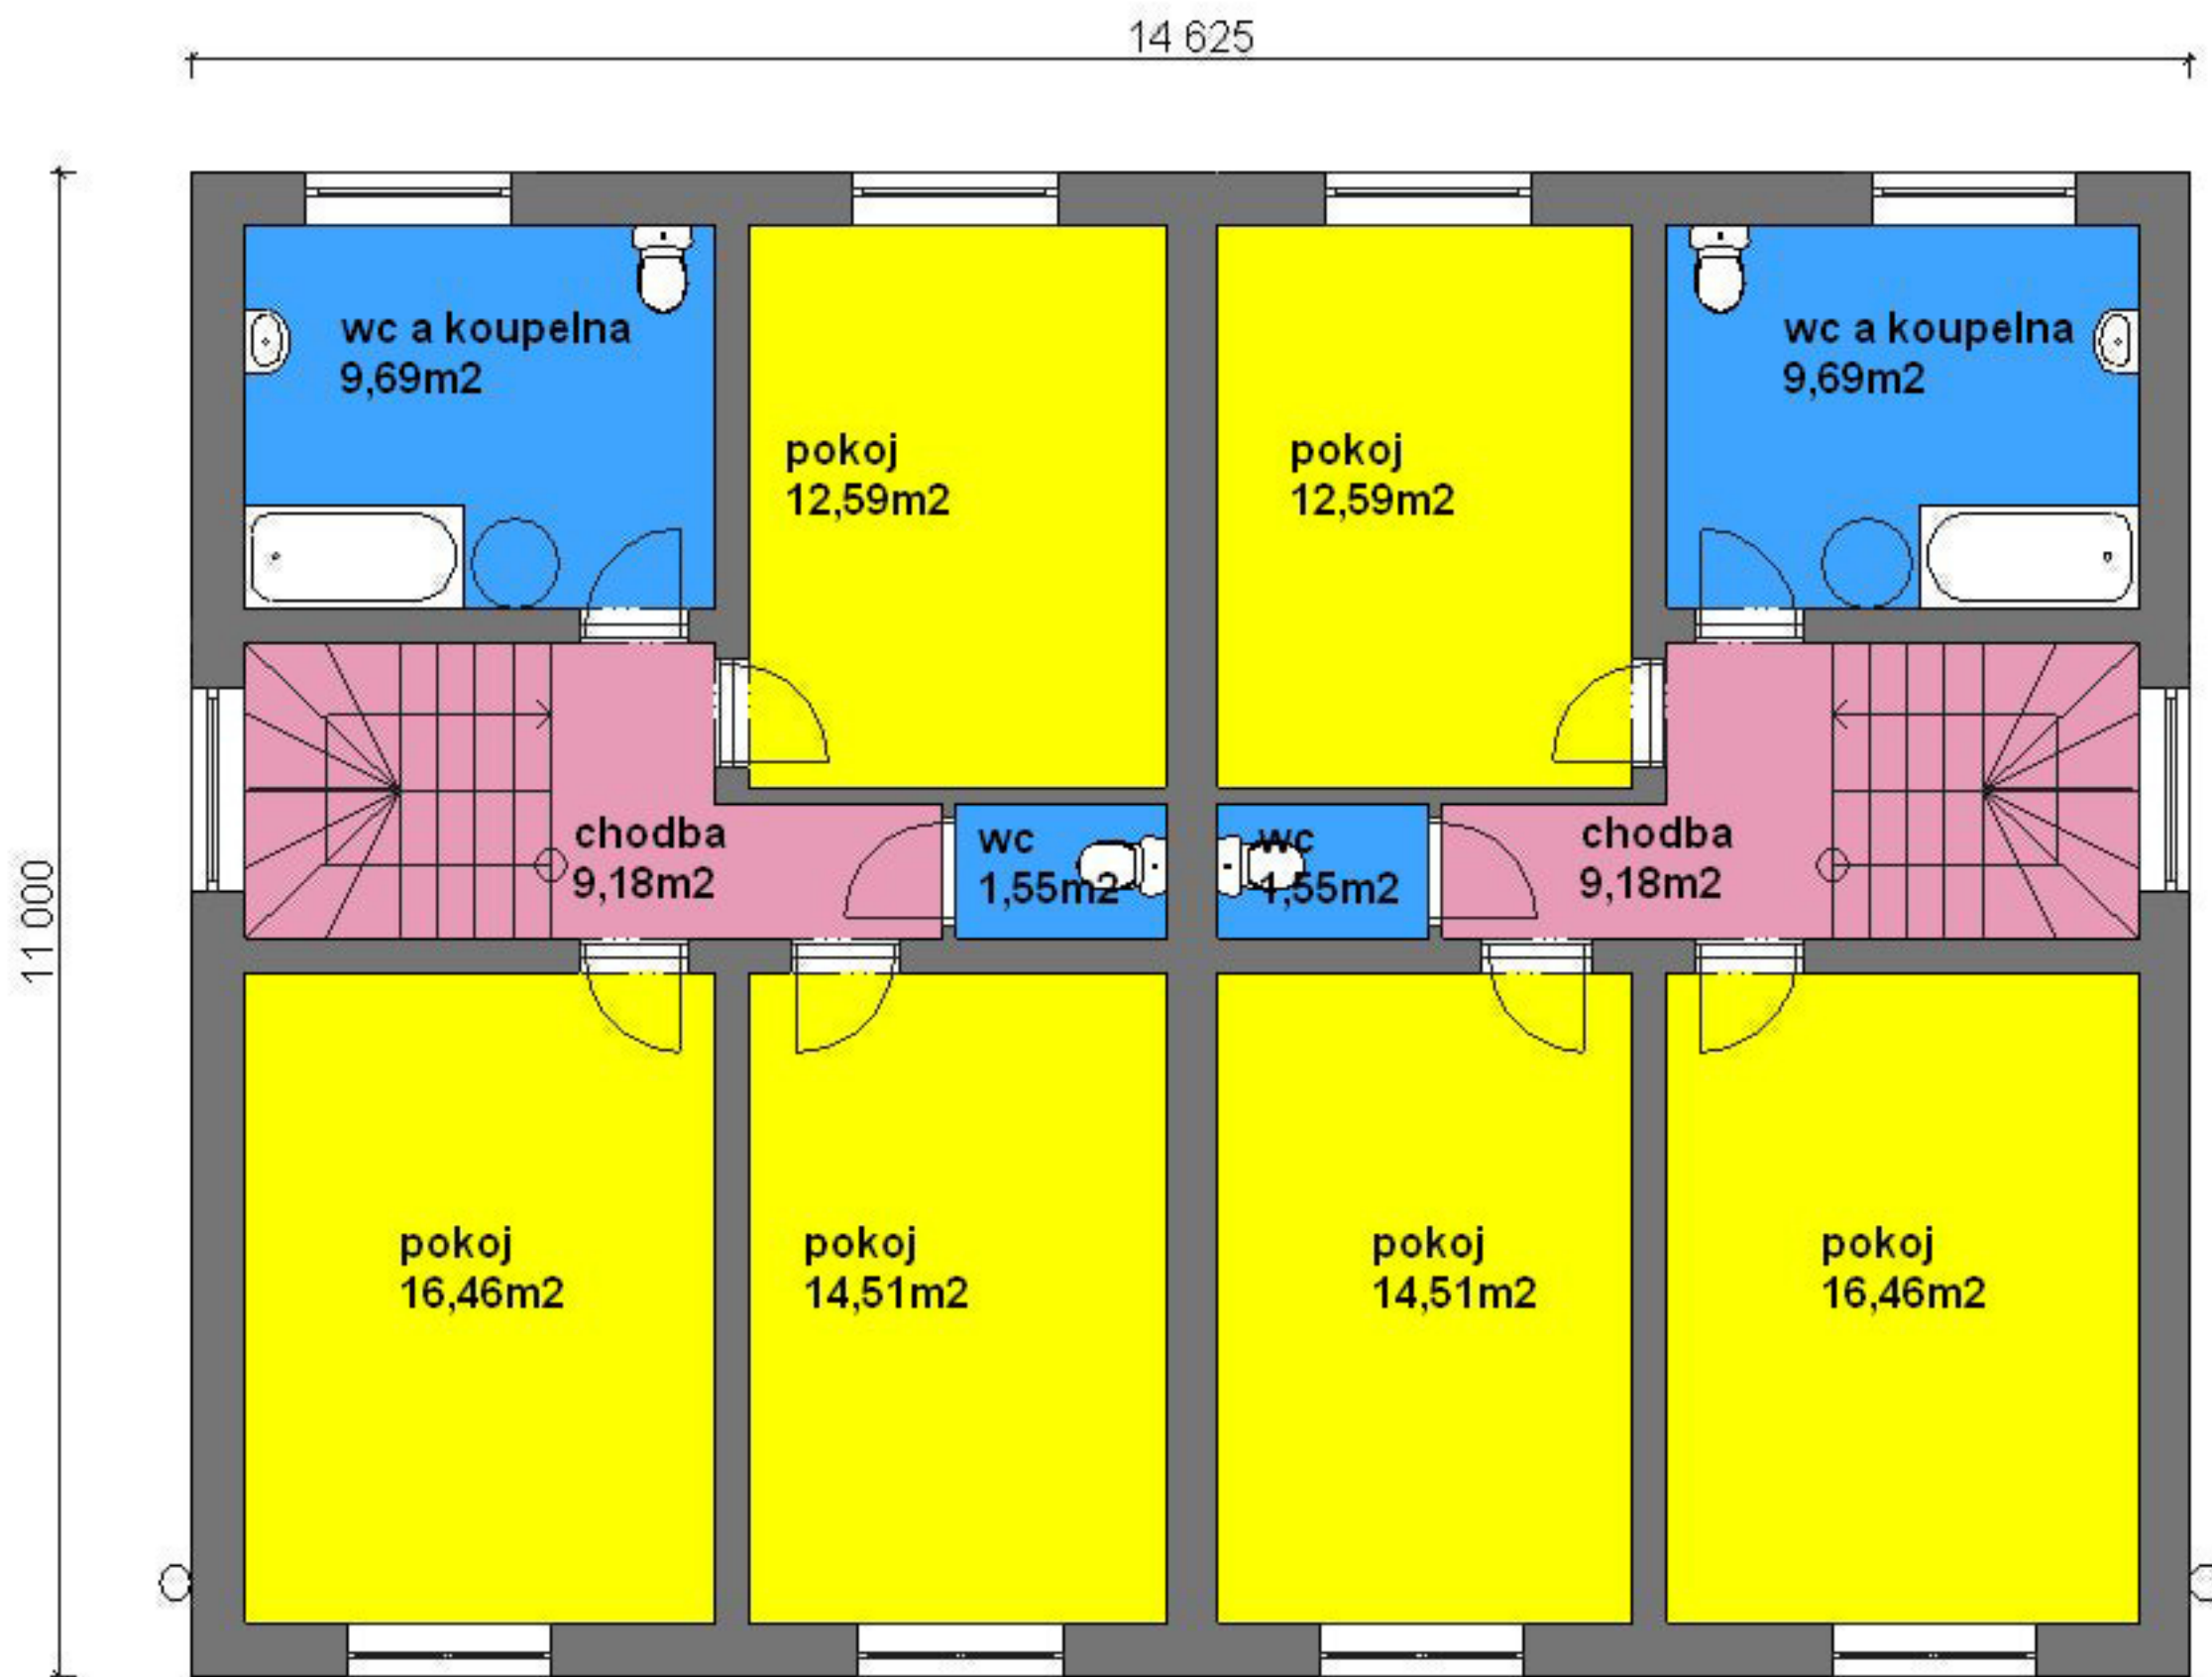 14 625
11 000
wc a koupelna
9,69m2
wc a koupelna
9,69m2
pokoj
12,59m2
pokoj
12,59m2
chodba
9,18m2
wc
1,55m2
wc
1,55m2
chodba
9,18m2
pokoj
16,46m2
pokoj
14,51m2
pokoj
14,51m2
pokoj
16,46m2